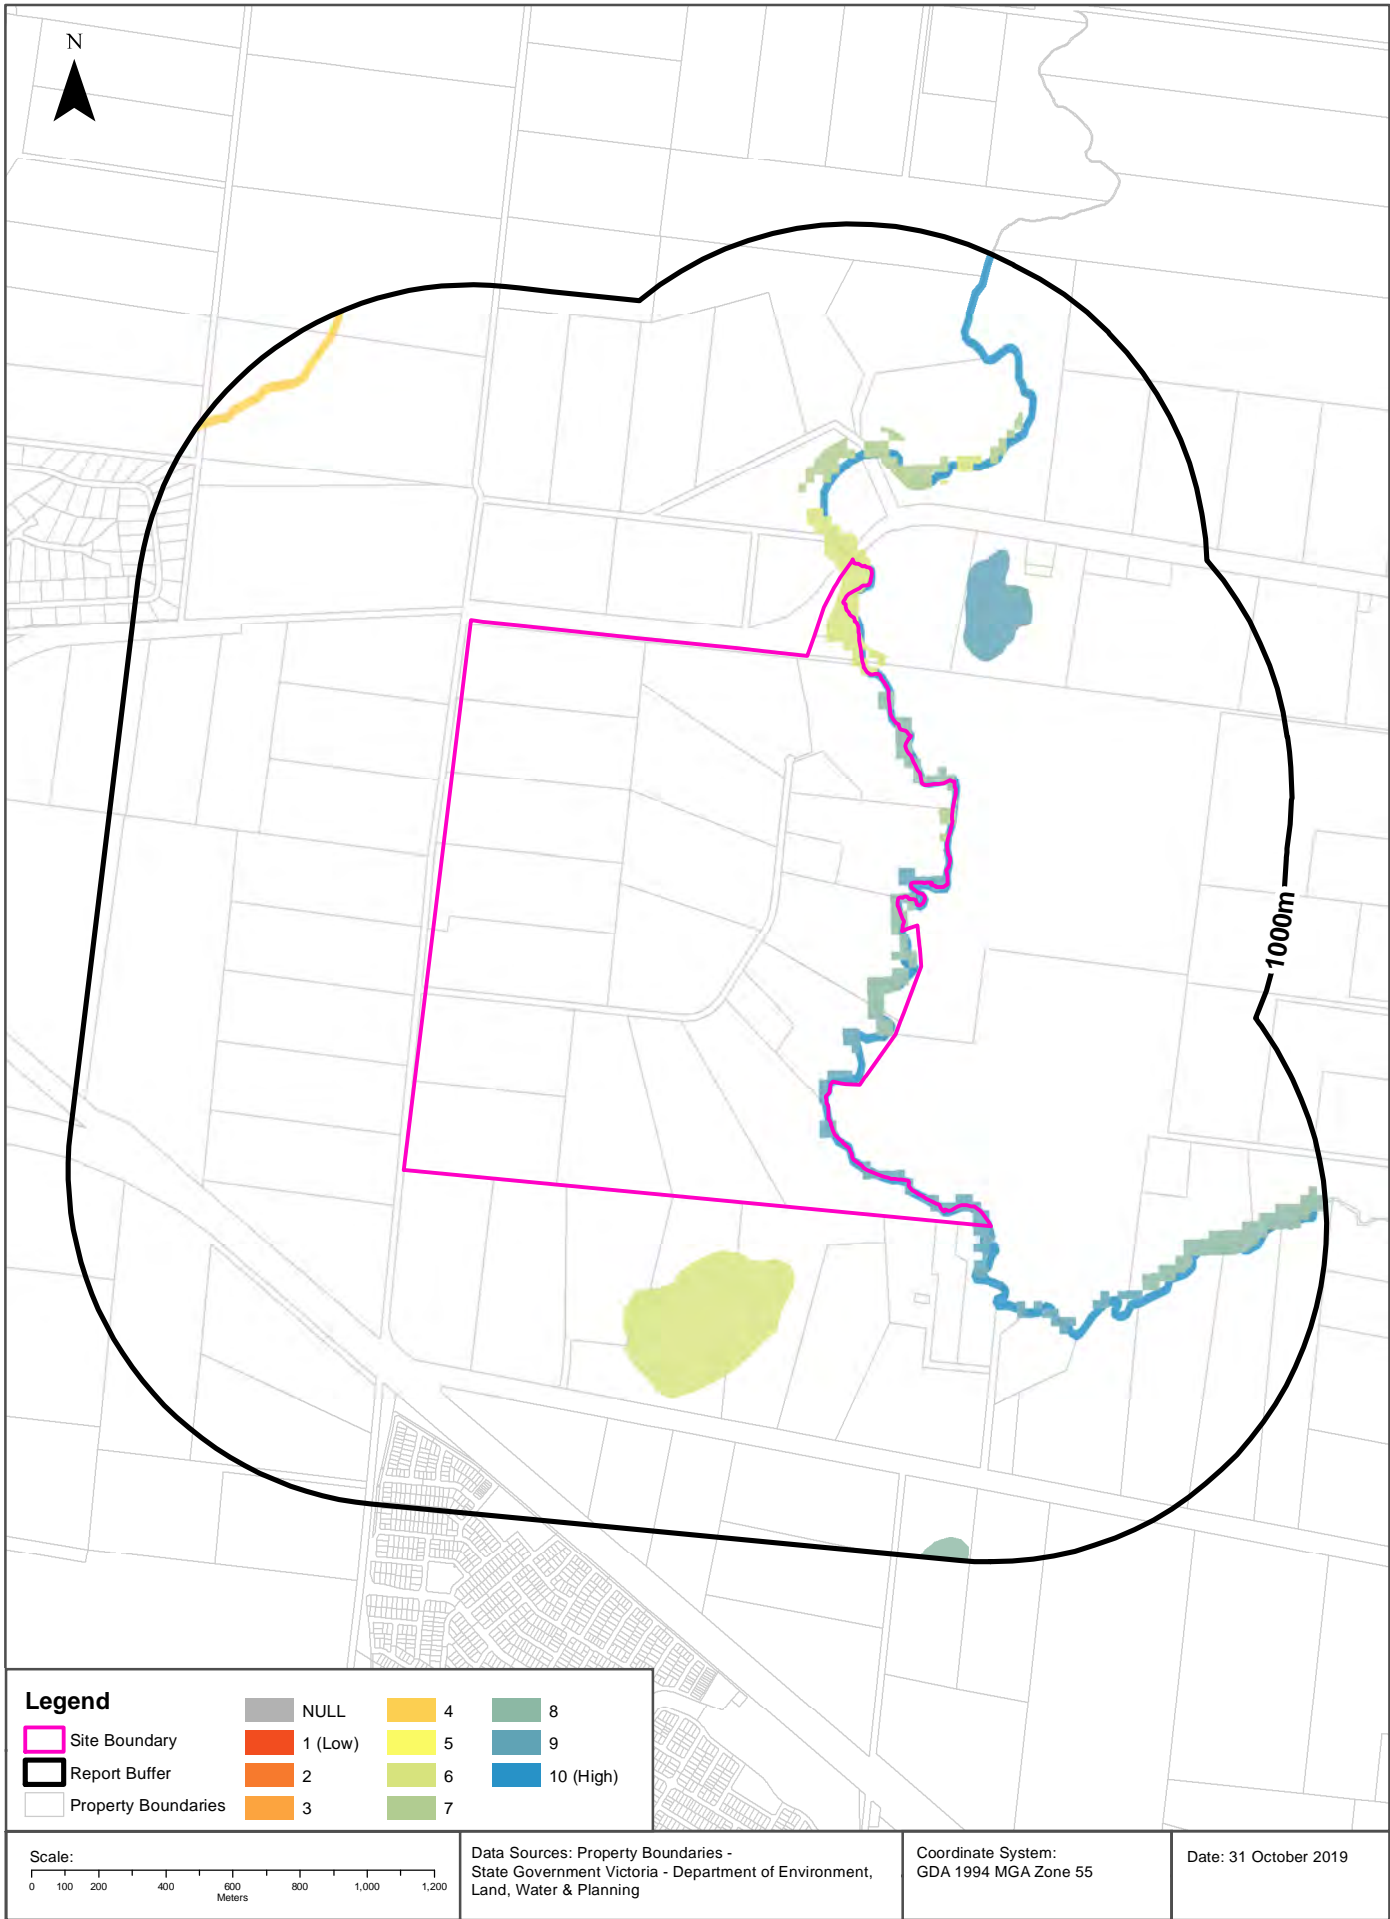 N
1000m
Legend
Site Boundary
Report Buffer
Property Boundaries
NULL
1 (Low)
2
3
4
5
6
7
8
9
10 (High)
Scale:
0 100 200 400 600 800 1,000 1,200
Meters
Data Sources: Property Boundaries -
State Government Victoria - Department of Environment,
Land, Water & Planning
Coordinate System:
GDA 1994 MGA Zone 55
Date: 31 October 2019